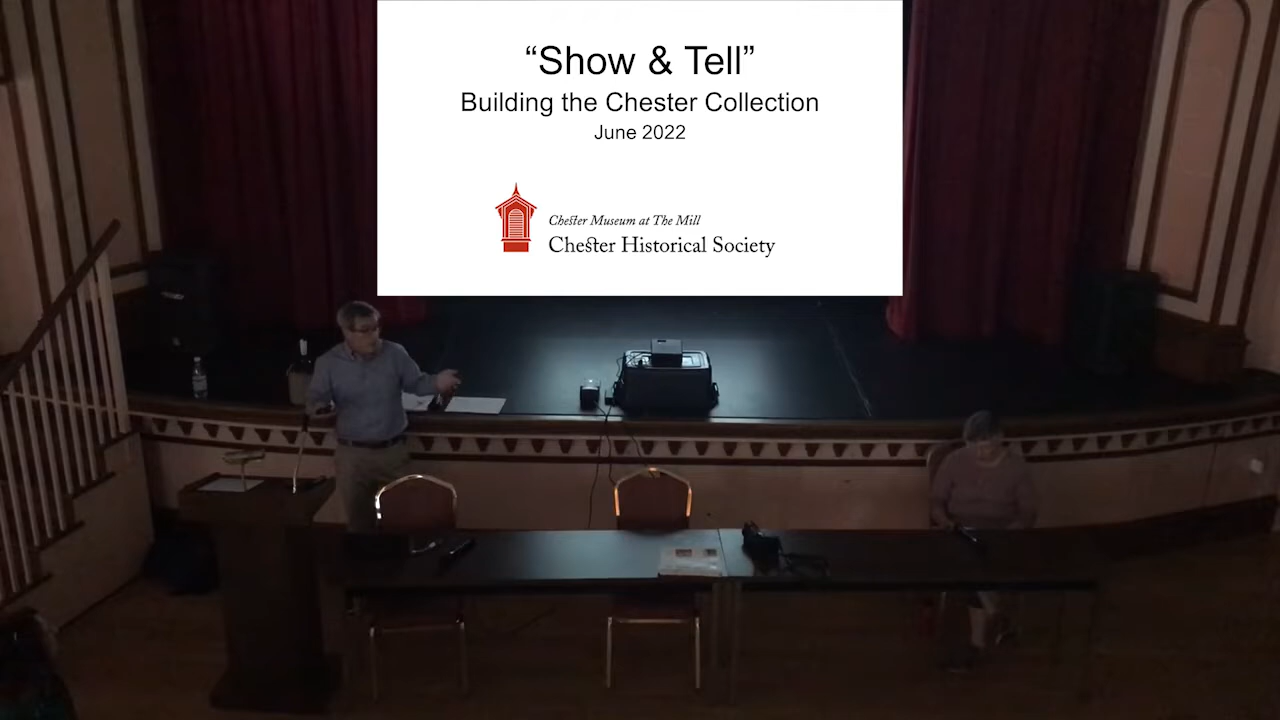 “Show & Tell”
Building the Chester Collection
June 2022
Chester Museum at The Mill
Chester Historical Society